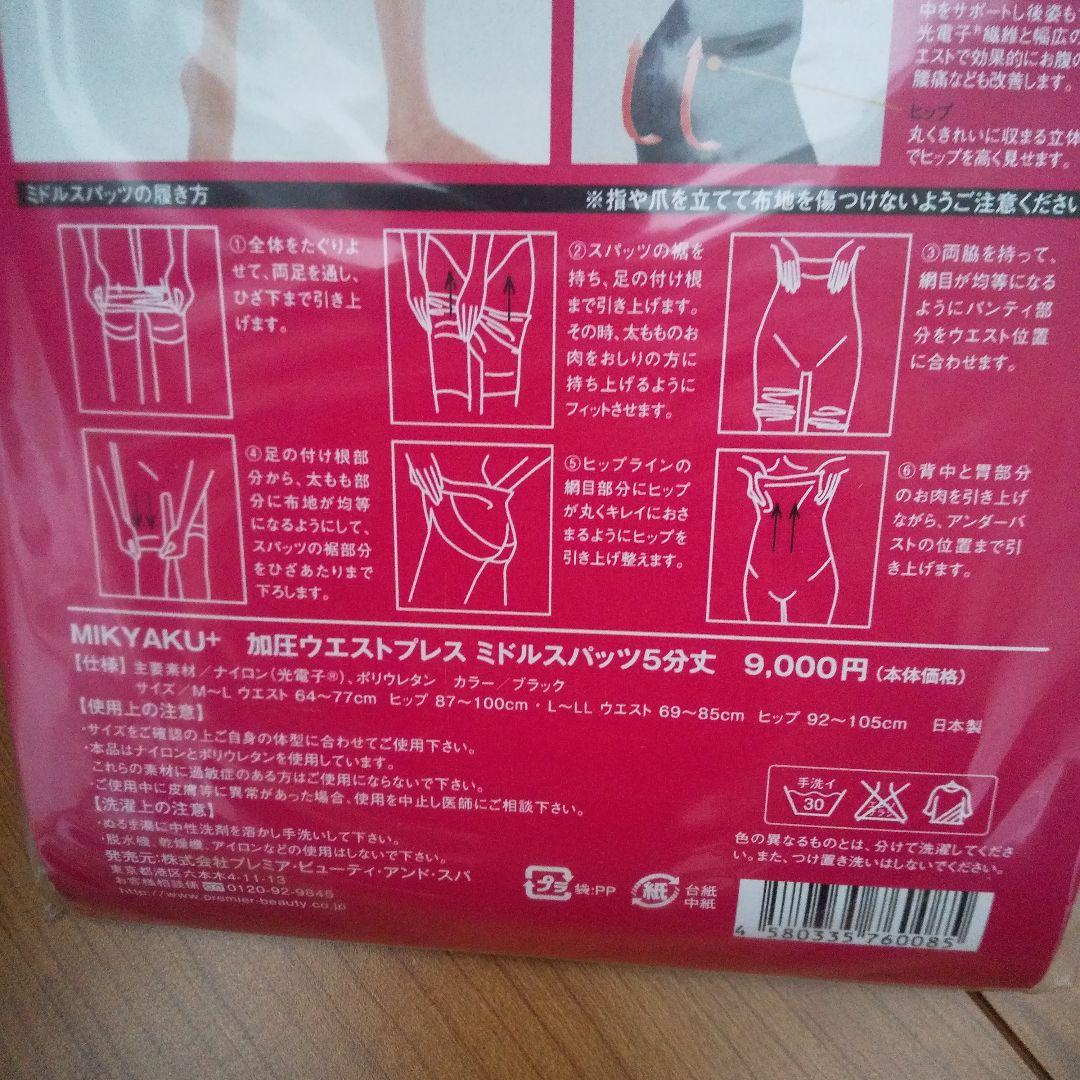 中をサポートし後姿も
光電子®繊維と幅広の
エストで効果的にお腹の
腰痛なども改善します。
ヒップ
丸くきれいに収まる立体
でヒップを高く見せます。
ミドルスパッツの履き方
※指や爪を立てて布地を傷つけないようご注意ください
①全体をたぐりよ
せて、両足を通し、
ひざ下まで引き上
げます。
②スパッツの裾を
持ち、足の付け根
まで引き上げます。
その時、太もものお
肉をおしりの方に
持ち上げるように
フィットさせます。
③両脇を持って、
網目が均等になる
ようにパンティ部
分をウエスト位置
に合わせます。
④足の付け根部
分から、太もも部
分に布地が均等
になるようにして、
スパッツの裾部分
をひざあたりまで
下ろします。
⑤ヒップラインの
網目部分にヒップ
が丸くキレイにおさ
まるようにヒップを
引き上げ整えます。
⑥背中と胃部分
のお肉を引き上げ
ながら、アンダーバ
ストの位置まで引
き上げます。
MIKYAKU+ 加圧ウエストプレス ミドルスパッツ5分丈 9,000円(本体価格)
【仕様】主要素材/ナイロン(光電子®)、ポリウレタン カラー/ブラック
サイズ/M～L ウエスト 64～77cm ヒップ 87～100cm・L～LL ウエスト 69～85cm ヒップ 92～105cm 日本製
【使用上の注意】
・サイズをご確認の上ご自身の体型に合わせてご使用下さい。
・本品はナイロンとポリウレタンを使用しています。
これらの素材に過敏症のある方はご使用にならないで下さい。
・ご使用中に皮膚等に異常があった場合、使用を中止し医師にご相談下さい。
【洗濯上の注意】
・ぬるま湯に中性洗剤を溶かし手洗いして下さい。
・脱水機、乾燥機、アイロンなどの使用はしないで下さい。
発売元:株式会社プレミア・ビューティ・アンド・スパ
東京都港区六本木4-11-13
お客様相談係 0120-92-9845
http://www.premier-beauty.co.jp
手洗イ
30
色の異なるものとは、分けて洗濯してくださ
い。また、つけ置き洗いはしないでください。
プラ 袋:PP 紙 台紙
中紙
4 580335 760085